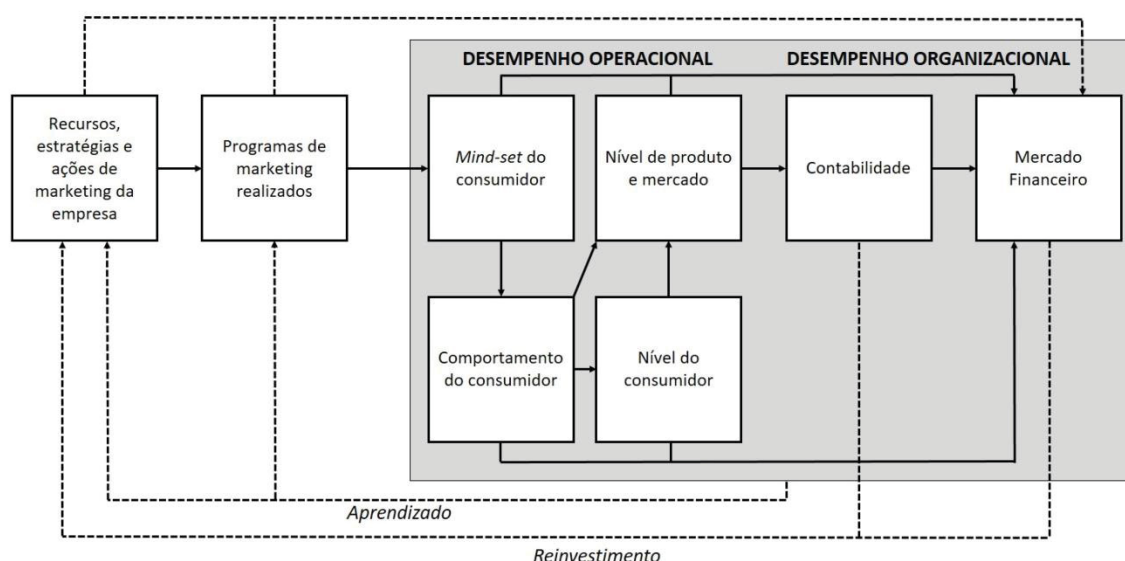 DESEMPENHO OPERACIONAL
DESEMPENHO ORGANIZACIONAL
Recursos,
estratégias e
ações de
marketing da
empresa
Programas de
marketing
realizados
Mind-set do
consumidor
Nível de produto
e mercado
Contabilidade
Mercado
Financeiro
Comportamento
do consumidor
Nível do
consumidor
Aprendizado
Reinvestimento